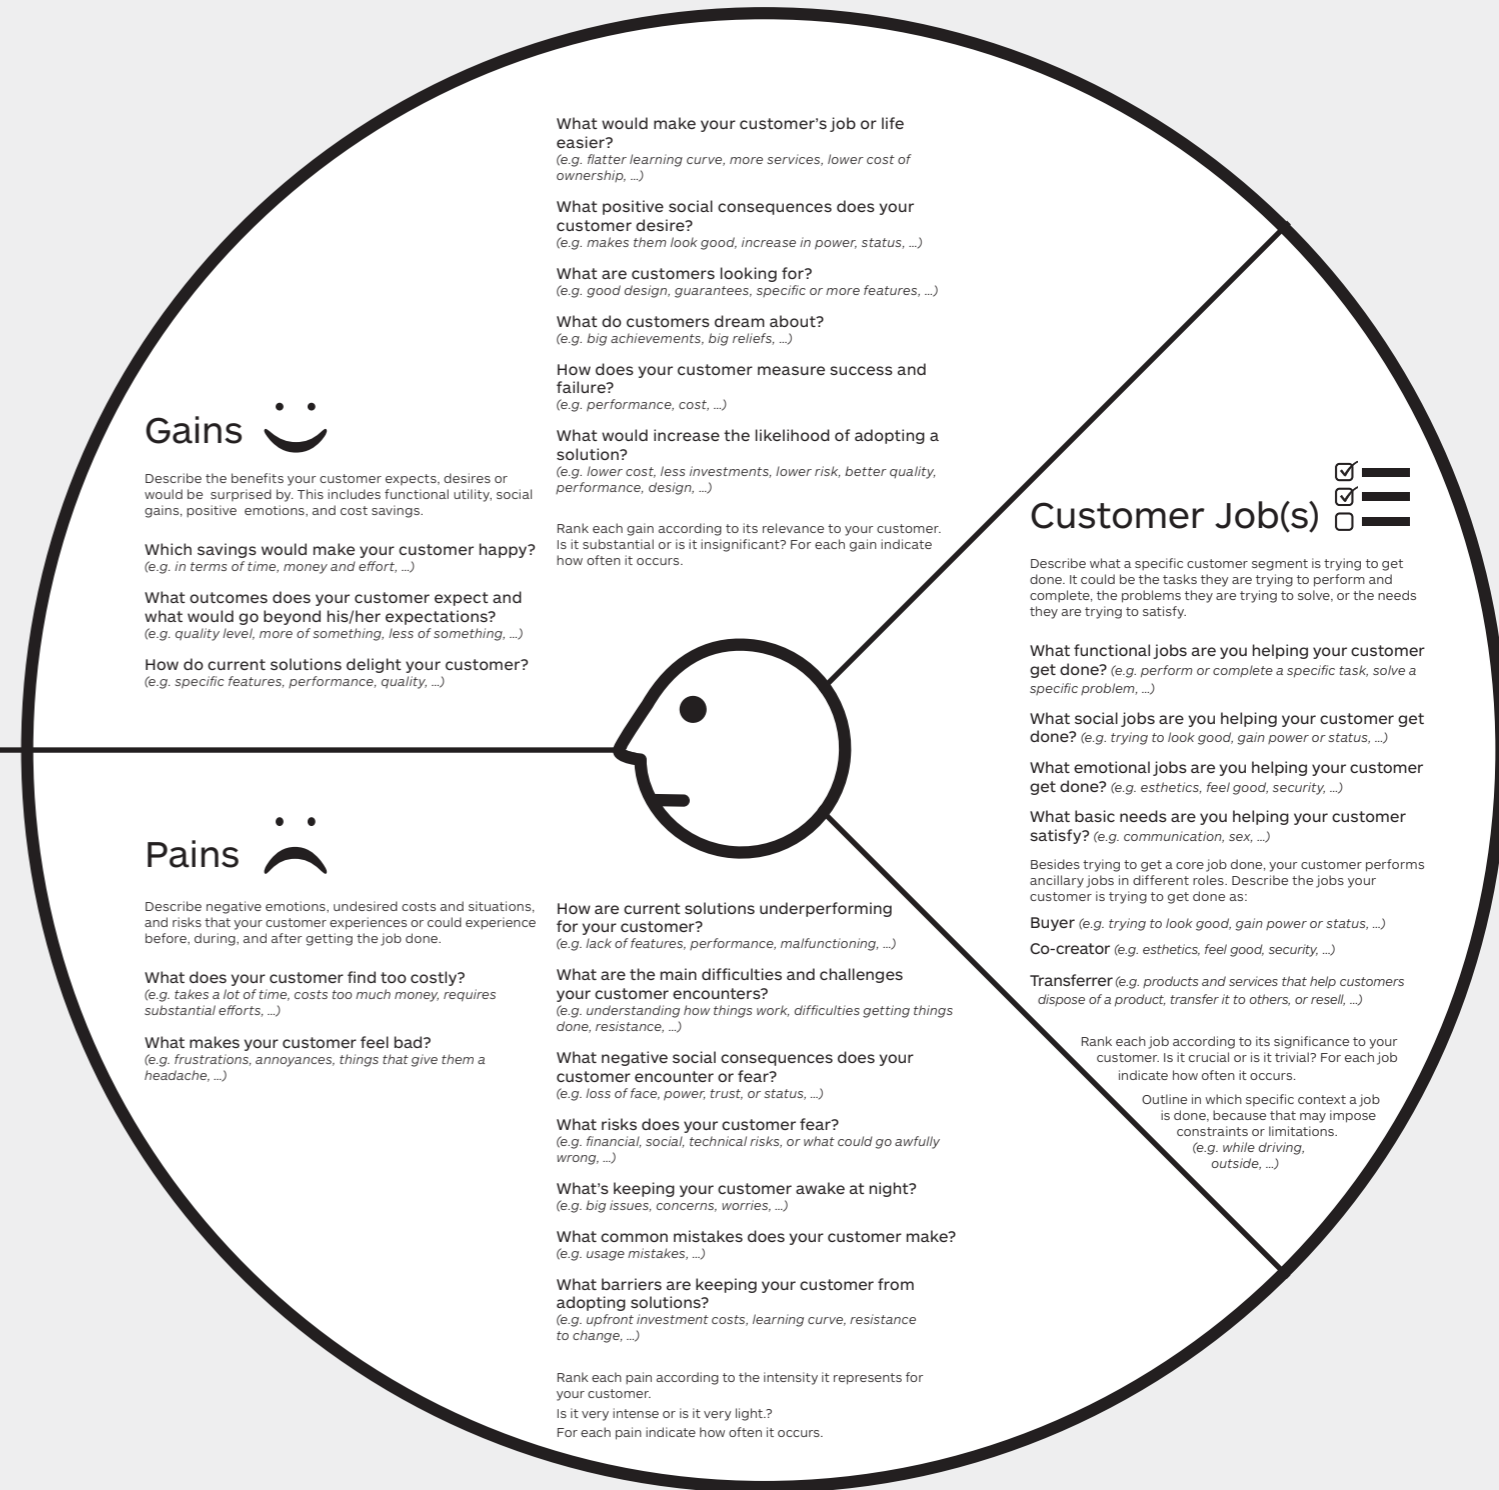 Gains
Describe the benefits your customer expects, desires or
would be  surprised by. This includes functional utility, social
gains, positive  emotions, and cost savings.
Which savings would make your customer happy?
(e.g. in terms of time, money and effort, …)
What outcomes does your customer expect and
what would go beyond his/her expectations?
(e.g. quality level, more of something, less of something, …)
How do current solutions delight your customer?
(e.g. specific features, performance, quality, …)
What would make your customer’s job or life
easier?
(e.g. flatter learning curve, more services, lower cost of
ownership, …)
What positive social consequences does your
customer desire?
(e.g. makes them look good, increase in power, status, …)
What are customers looking for?
(e.g. good design, guarantees, specific or more features, …)
What do customers dream about?
(e.g. big achievements, big reliefs, …)
How does your customer measure success and
failure?
(e.g. performance, cost, …)
What would increase the likelihood of adopting a
solution?
(e.g. lower cost, less investments, lower risk, better quality,
performance, design, …)
Rank each gain according to its relevance to your customer.
Is it substantial or is it insignificant? For each gain indicate
how often it occurs.
Pains
Describe negative emotions, undesired costs and situations,
and risks that your customer experiences or could experience
before, during, and after getting the job done.
What does your customer find too costly?
(e.g. takes a lot of time, costs too much money, requires
substantial efforts, …)
What makes your customer feel bad?
(e.g. frustrations, annoyances, things that give them a
headache, …)
How are current solutions underperforming
for your customer?
(e.g. lack of features, performance, malfunctioning, …)
What are the main difficulties and challenges
your customer encounters?
(e.g. understanding how things work, difficulties getting things
done, resistance, …)
What negative social consequences does your
customer encounter or fear?
(e.g. loss of face, power, trust, or status, …)
What risks does your customer fear?
(e.g. financial, social, technical risks, or what could go awfully
wrong, …)
What’s keeping your customer awake at night?
(e.g. big issues, concerns, worries, …)
What common mistakes does your customer make?
(e.g. usage mistakes, …)
What barriers are keeping your customer from
adopting solutions?
(e.g. upfront investment costs, learning curve, resistance
to change, …)
Rank each pain according to the intensity it represents for
your customer.
Is it very intense or is it very light.?
For each pain indicate how often it occurs.
Customer Job(s)
Describe what a specific customer segment is trying to get
done. It could be the tasks they are trying to perform and
complete, the problems they are trying to solve, or the needs
they are trying to satisfy.
What functional jobs are you helping your customer
get done? (e.g. perform or complete a specific task, solve a
specific problem, …)
What social jobs are you helping your customer get
done? (e.g. trying to look good, gain power or status, …)
What emotional jobs are you helping your customer
get done? (e.g. esthetics, feel good, security, …)
What basic needs are you helping your customer
satisfy? (e.g. communication, sex, …)
Besides trying to get a core job done, your customer performs
ancillary jobs in different roles. Describe the jobs your
customer is trying to get done as:
Buyer (e.g. trying to look good, gain power or status, …)
Co-creator (e.g. esthetics, feel good, security, …)
Transferrer (e.g. products and services that help customers
dispose of a product, transfer it to others, or resell, …)
Rank each job according to its significance to your
customer. Is it crucial or is it trivial? For each job
indicate how often it occurs.
Outline in which specific context a job
is done, because that may impose
constraints or limitations.
(e.g. while driving,
outside, …)